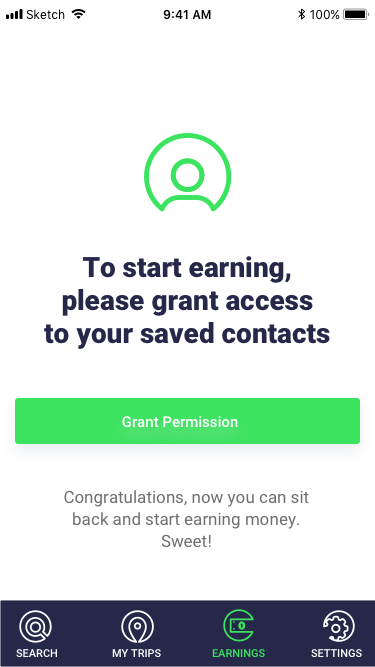 Sketch 9:41 AM 100%
To start earning,
please grant access
to your saved contacts
Grant Permission
Congratulations, now you can sit
back and start earning money.
Sweet!
SEARCH MY TRIPS EARNINGS SETTINGS